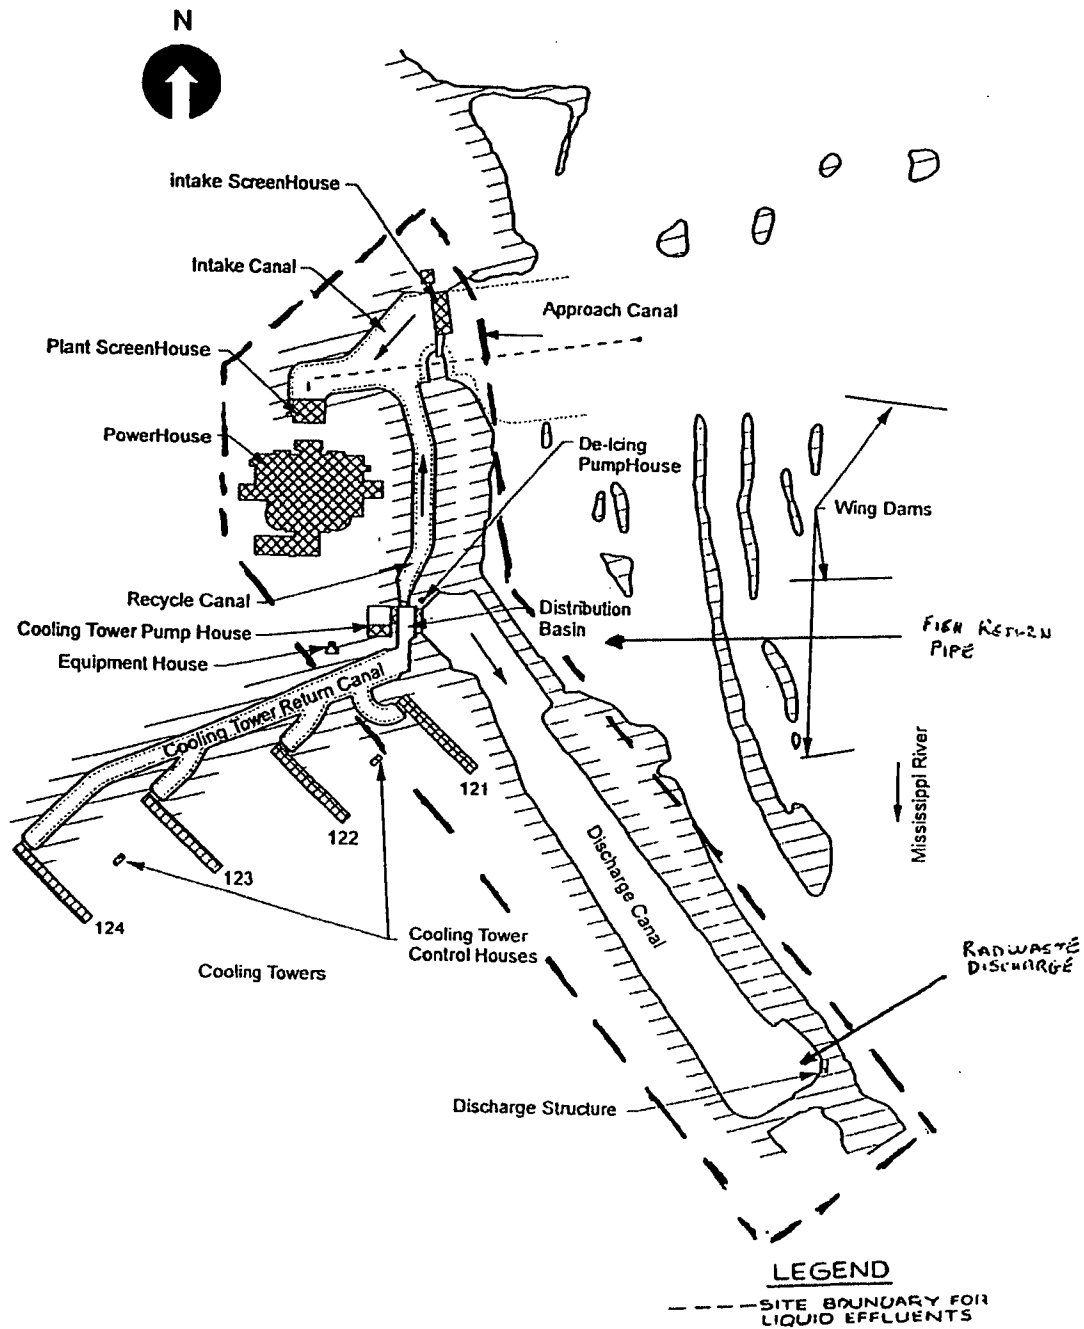 N
intake ScreenHouse
Intake Canal
Approach Canal
Plant ScreenHouse
PowerHouse
De-Icing
PumpHouse
Wing Dams
Recycle Canal
Distribution
Basin
Cooling Tower Pump House
Equipment House
FISH RETURN
PIPE
Cooling Tower Return Canal
121
122
123
124
Mississippi River
Discharge Canal
Cooling Tower
Control Houses
Cooling Towers
RADWASTE
DISCHARGE
Discharge Structure
LEGEND
SITE BOUNDARY FOR
LIQUID EFFLUENTS